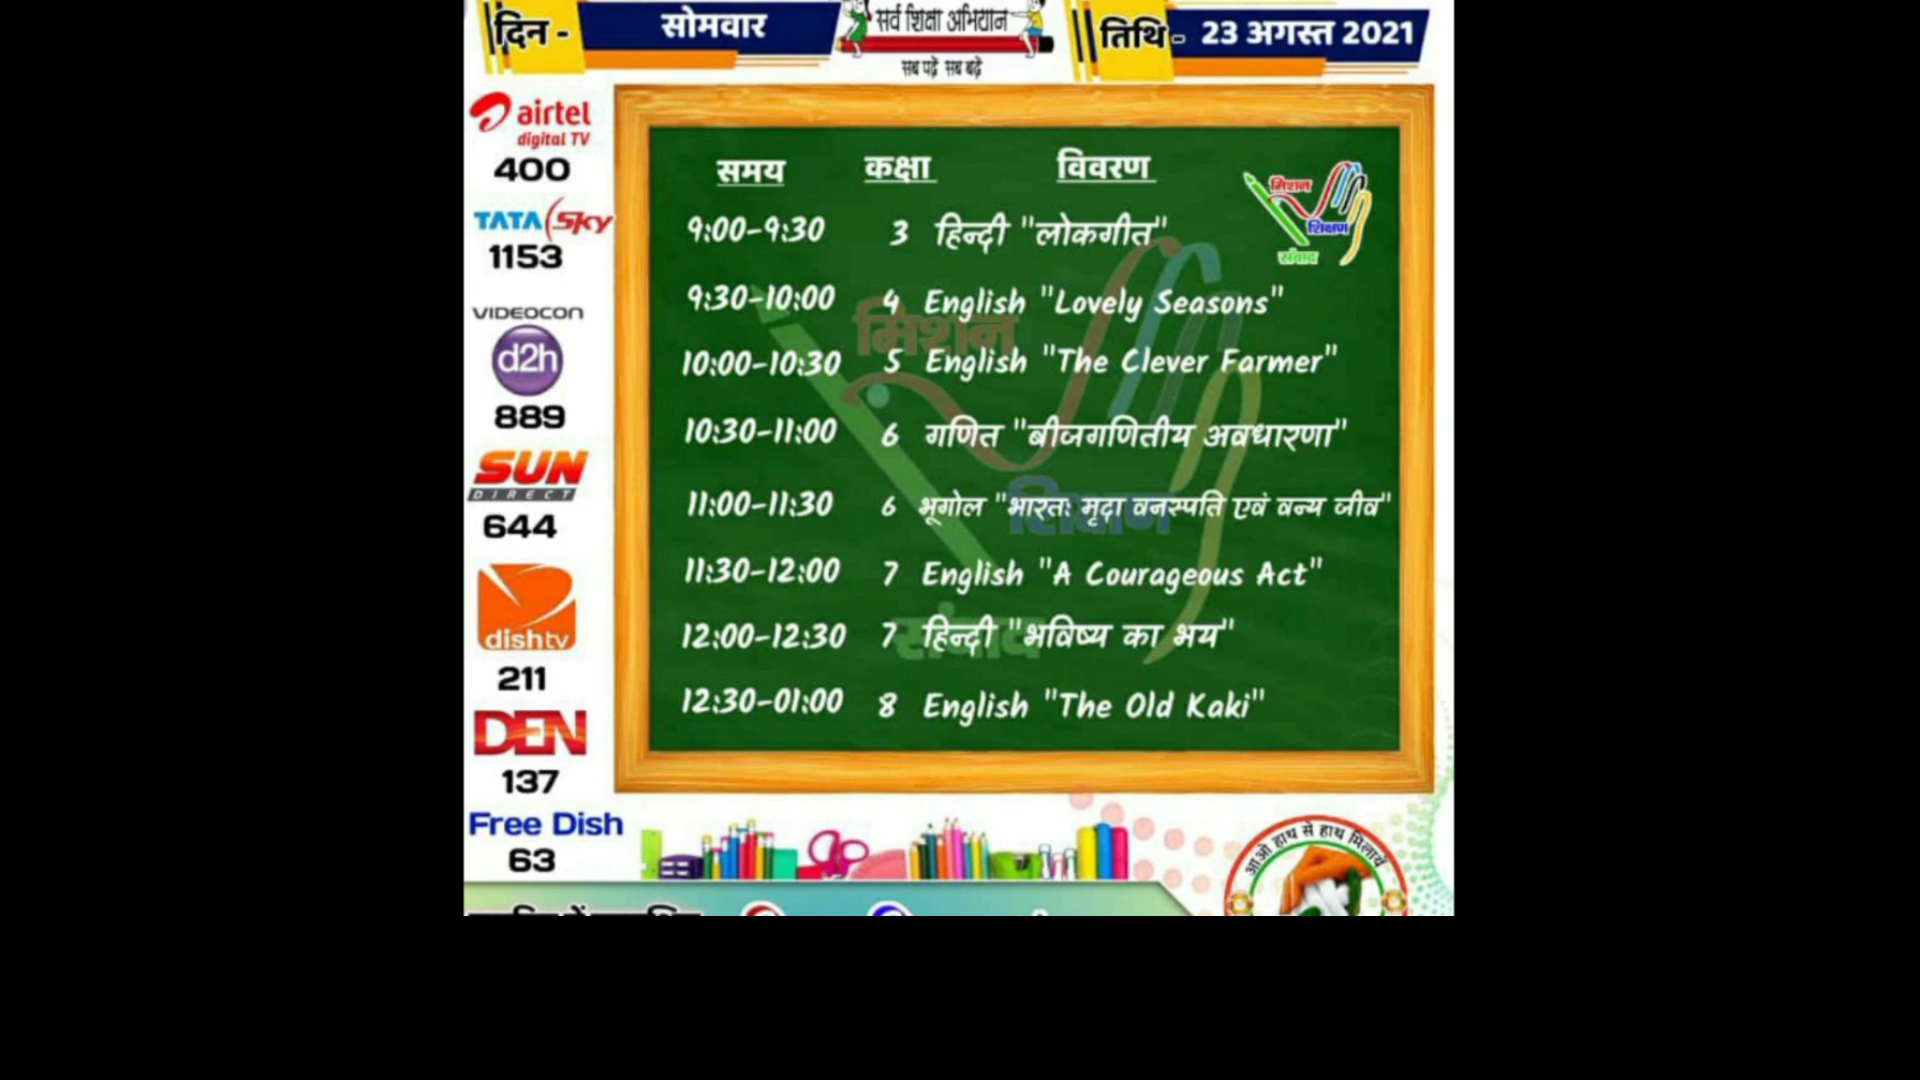 दिन - सोमवार
सर्व शिक्षा अभियान
सब पढ़ें सब बढ़ें
तिथि - 23 अगस्त 2021
airtel
digital TV
400
TATA Sky
1153
VIDEOCON
d2h
889
SUN
DIRECT
644
dishtv
211
DEN
137
Free Dish
63
समय कक्षा विवरण
9:00-9:30 3 हिन्दी "लोकगीत"
9:30-10:00 4 English "Lovely Seasons"
10:00-10:30 5 English "The Clever Farmer"
10:30-11:00 6 गणित "बीजगणितीय अवधारणा"
11:00-11:30 6 भूगोल "भारतः मृदा वनस्पति एवं वन्य जीव"
11:30-12:00 7 English "A Courageous Act"
12:00-12:30 7 हिन्दी "भविष्य का भय"
12:30-01:00 8 English "The Old Kaki"
मिशन
शिक्षण
संवाद
मिशन
शिक्षण
संवाद
आओ हाथ से हाथ मिलायें